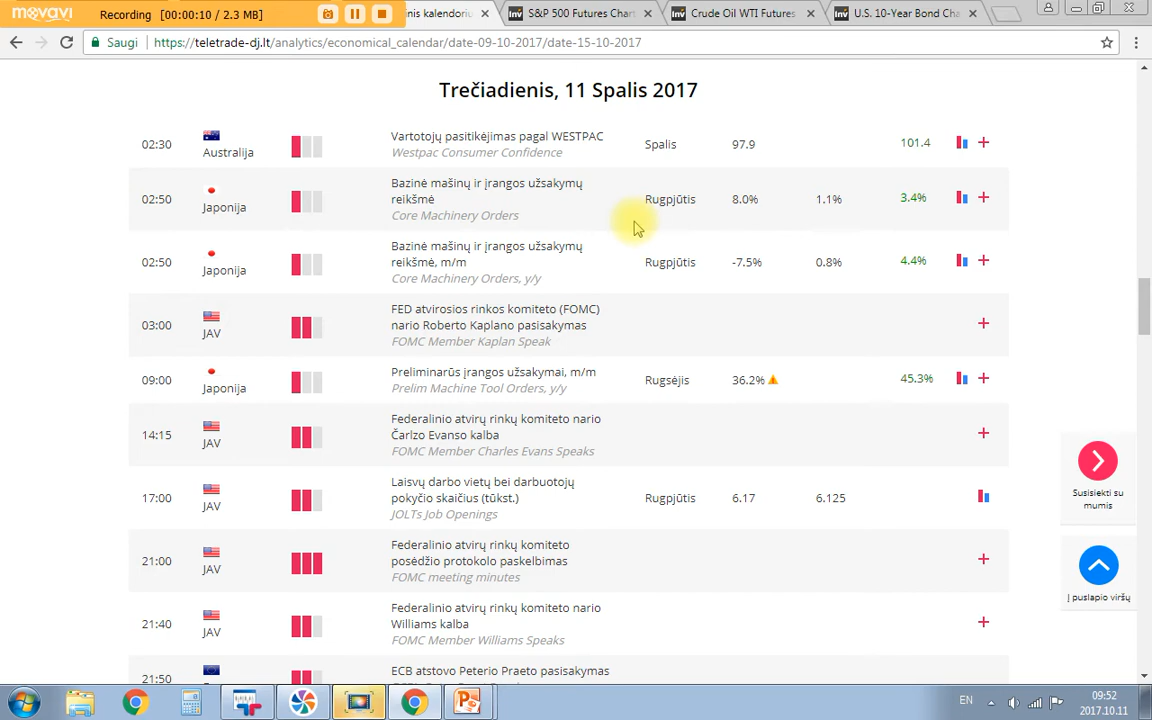 movavi
Recording [00:00:10 / 2.3 MB]
inis kalendoriu
S&P 500 Futures Chart
Crude Oil WTI Futures
U.S. 10-Year Bond Cha
Saugi
https://teletrade-dj.lt/analytics/economical_calendar/date-09-10-2017/date-15-10-2017
Trečiadienis, 11 Spalis 2017
02:30 Australija Vartotojų pasitikėjimas pagal WESTPAC Spalis 97.9 101.4
Westpac Consumer Confidence
02:50 Japonija Bazinė mašinų ir įrangos užsakymų Rugpjūtis 8.0% 1.1% 3.4%
reikšmė
Core Machinery Orders
02:50 Japonija Bazinė mašinų ir įrangos užsakymų Rugpjūtis -7.5% 0.8% 4.4%
reikšmė, m/m
Core Machinery Orders, y/y
03:00 JAV FED atvirosios rinkos komiteto (FOMC)
nario Roberto Kaplano pasisakymas
FOMC Member Kaplan Speak
09:00 Japonija Preliminarūs įrangos užsakymai, m/m Rugsėjis 36.2% 45.3%
Prelim Machine Tool Orders, y/y
14:15 JAV Federalinio atvirų rinkų komiteto nario
Čarlzo Evanso kalba
FOMC Member Charles Evans Speaks
17:00 JAV Laisvų darbo vietų bei darbuotojų Rugpjūtis 6.17 6.125
pokyčio skaičius (tūkst.)
JOLTs Job Openings
21:00 JAV Federalinio atvirų rinkų komiteto
posėdžio protokolo paskelbimas
FOMC meeting minutes
21:40 JAV Federalinio atvirų rinkų komiteto nario
Williams kalba
FOMC Member Williams Speaks
21:50 ECB atstovo Peterio Praeto pasisakymas
Susisiekti su
mumis
Į puslapio viršų
EN
09:52
2017.10.11